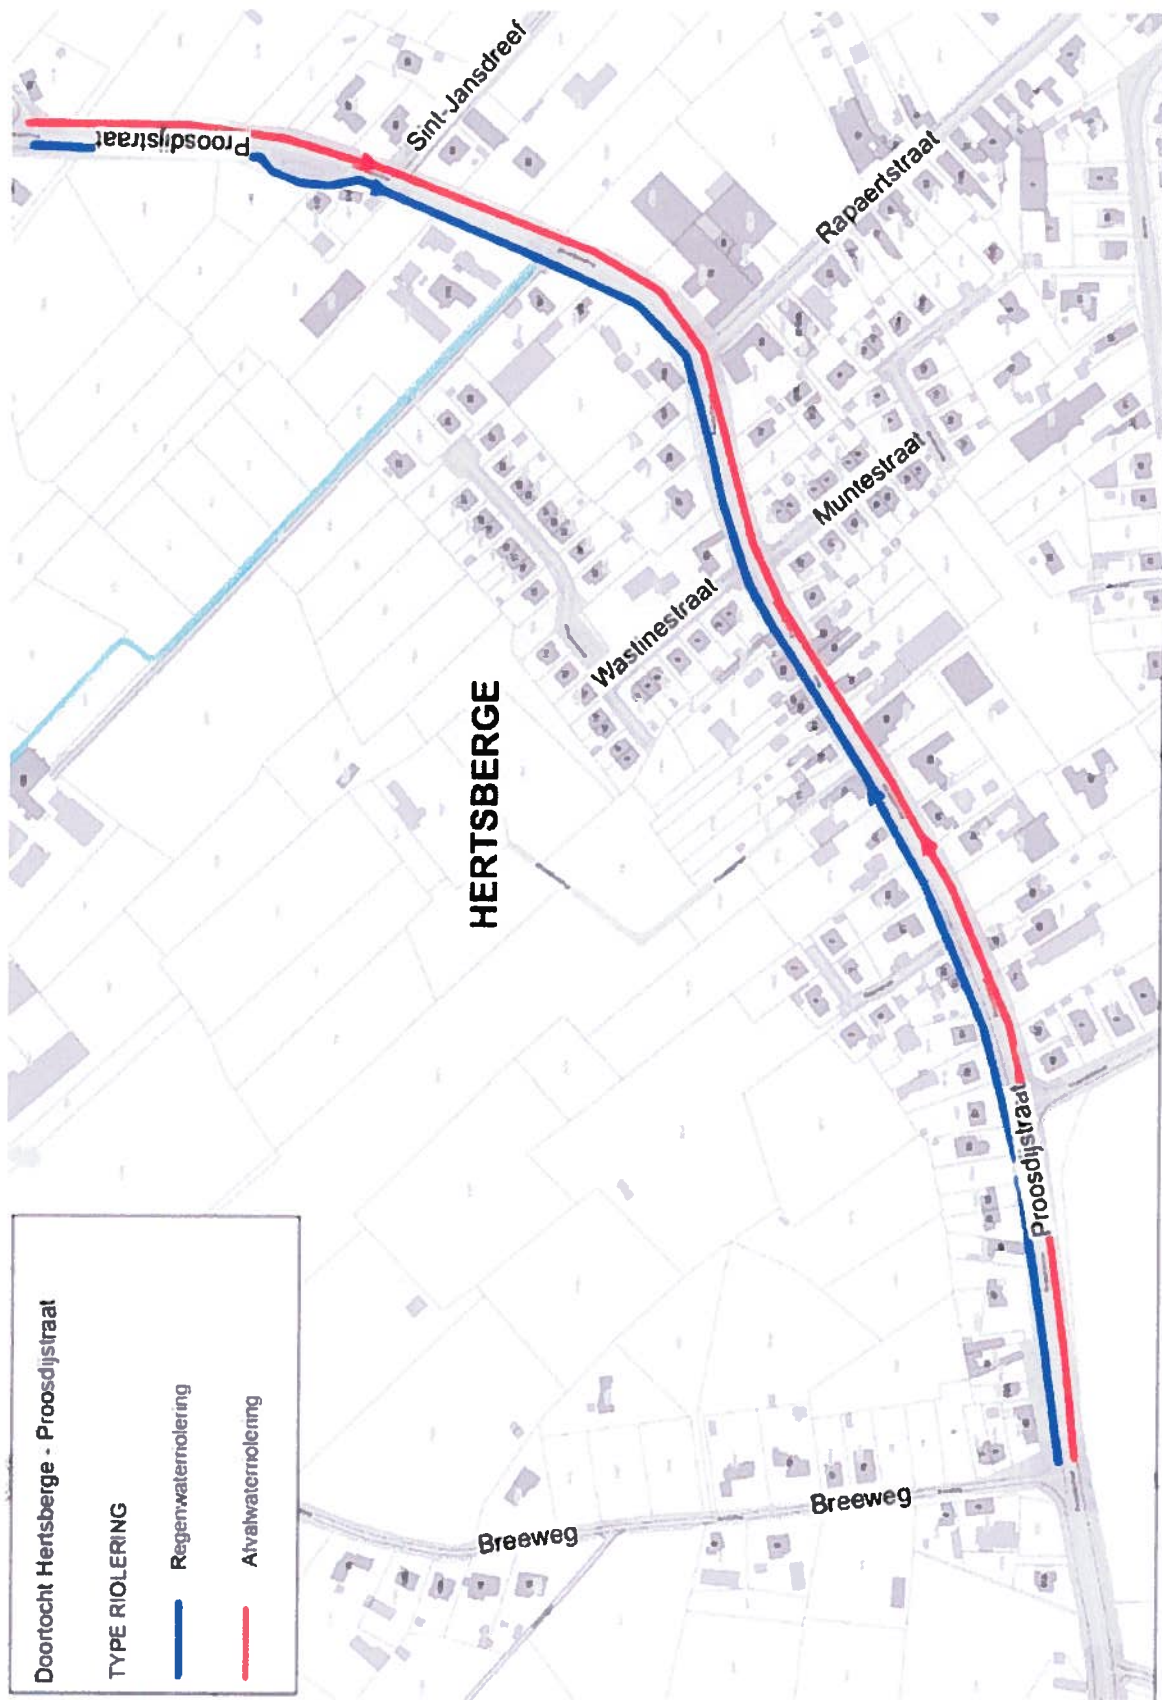 Doortocht Hertsberge - Proosdijstraat
TYPE RIOLERING
Regenwaterriolering
Afvalwaterriolering
HERTSBERGE
Breeweg
Breeweg
Proosdijstraat
Wastinestraat
Muntestraat
Rapaertstraat
Sint-Jansdreef
Proosdijstraat